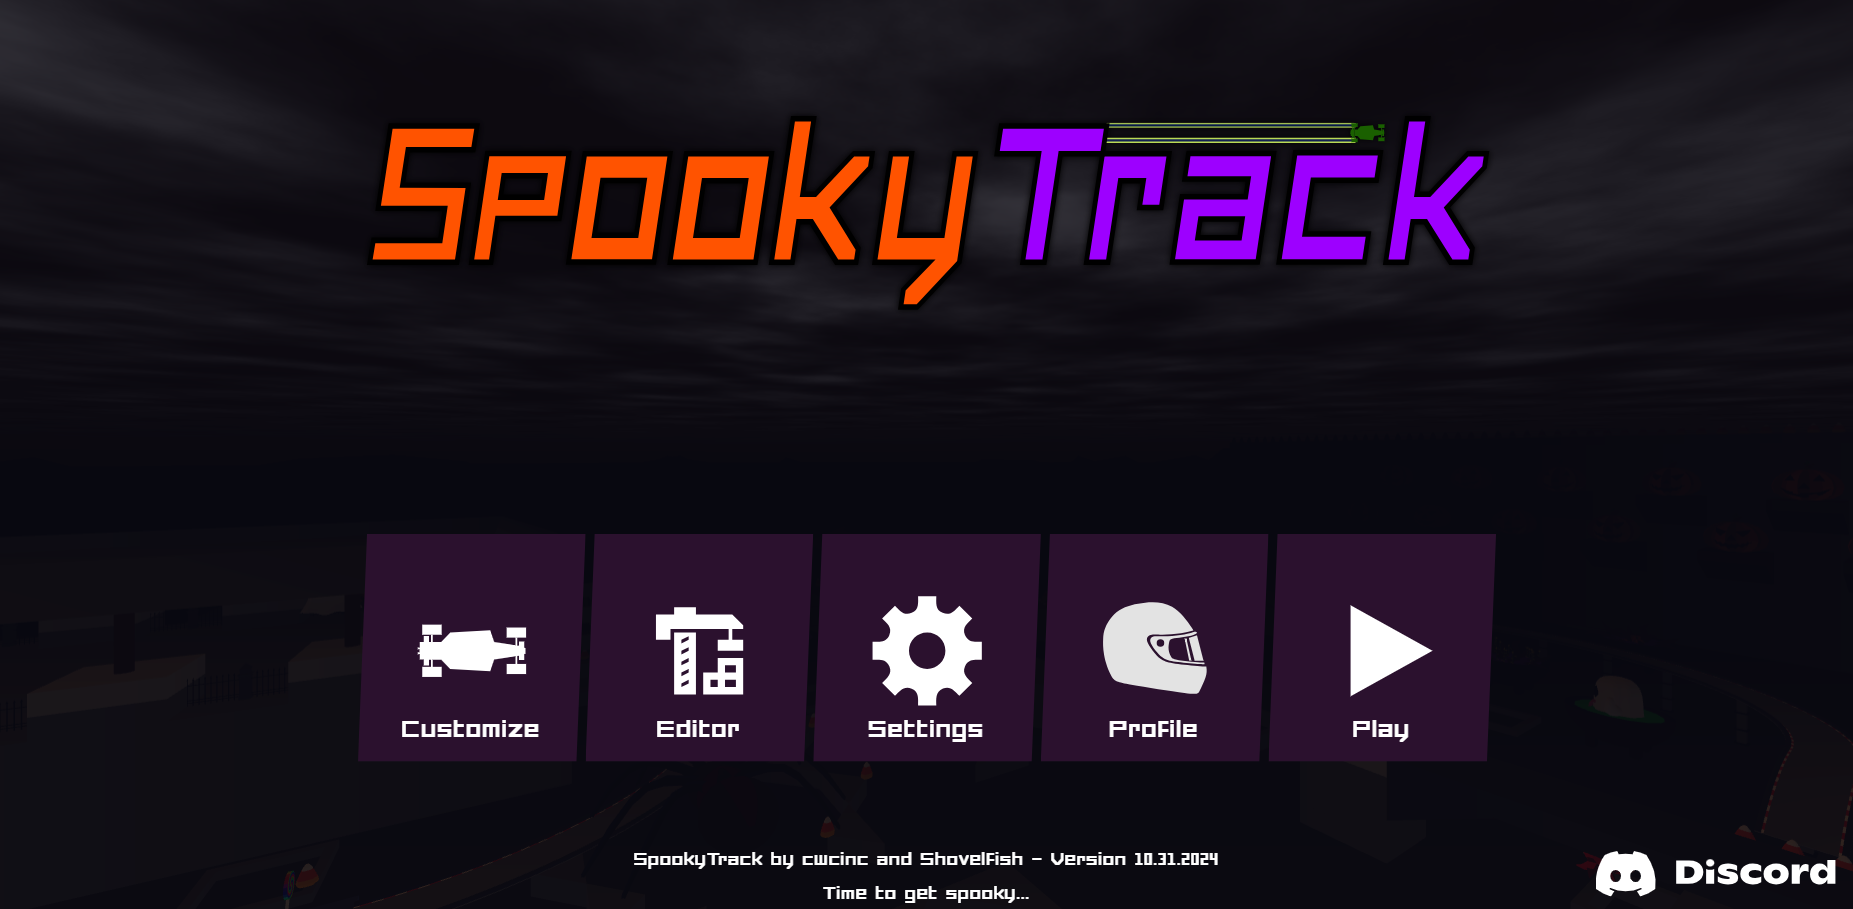 SpookyTrack
Customize
Editor
Settings
Profile
Play
SpookyTrack by cwcinc and ShovelFish - Version 10.31.2024
Time to get spooky...
Discord